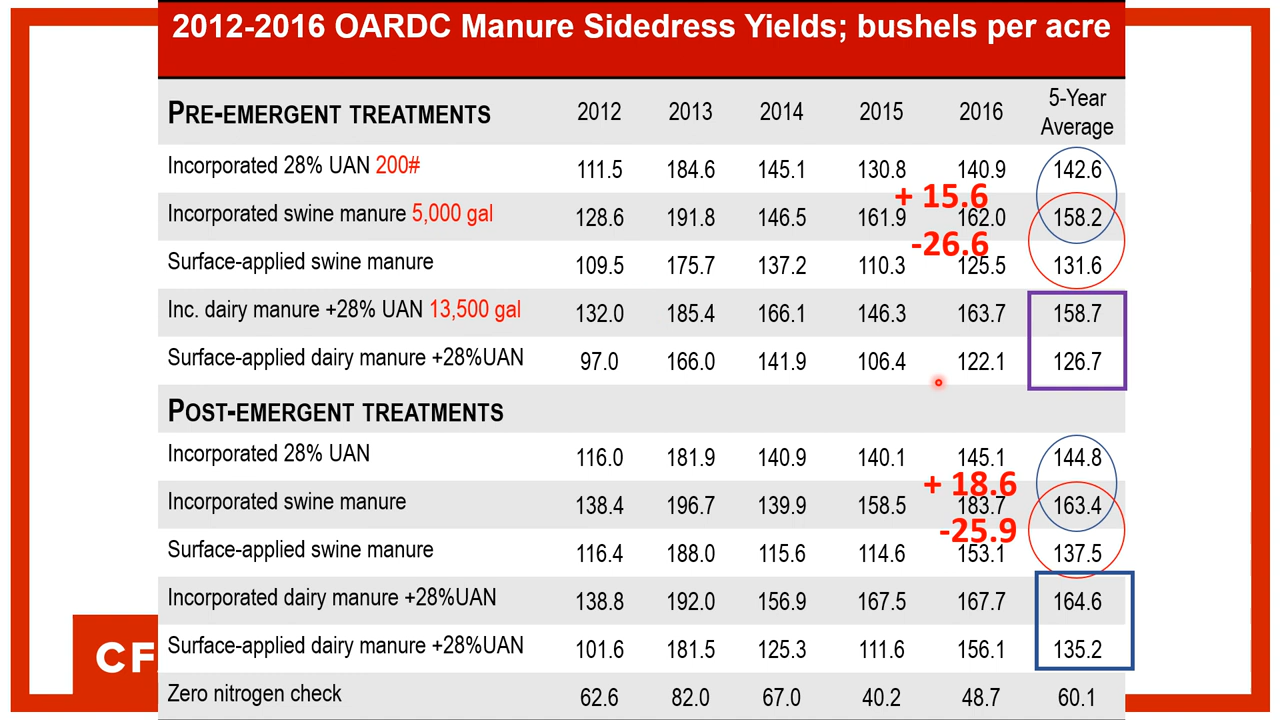 2012-2016 OARDC Manure Sidedress Yields; bushels per acre
PRE-EMERGENT TREATMENTS 2012 2013 2014 2015 2016 5-Year Average
Incorporated 28% UAN 200# 111.5 184.6 145.1 130.8 140.9 142.6
+ 15.6
Incorporated swine manure 5,000 gal 128.6 191.8 146.5 161.9 162.0 158.2
-26.6
Surface-applied swine manure 109.5 175.7 137.2 110.3 125.5 131.6
Inc. dairy manure +28% UAN 13,500 gal 132.0 185.4 166.1 146.3 163.7 158.7
Surface-applied dairy manure +28%UAN 97.0 166.0 141.9 106.4 122.1 126.7
POST-EMERGENT TREATMENTS
Incorporated 28% UAN 116.0 181.9 140.9 140.1 145.1 144.8
+ 18.6
Incorporated swine manure 138.4 196.7 139.9 158.5 183.7 163.4
-25.9
Surface-applied swine manure 116.4 188.0 115.6 114.6 153.1 137.5
Incorporated dairy manure +28%UAN 138.8 192.0 156.9 167.5 167.7 164.6
Surface-applied dairy manure +28%UAN 101.6 181.5 125.3 111.6 156.1 135.2
Zero nitrogen check 62.6 82.0 67.0 40.2 48.7 60.1